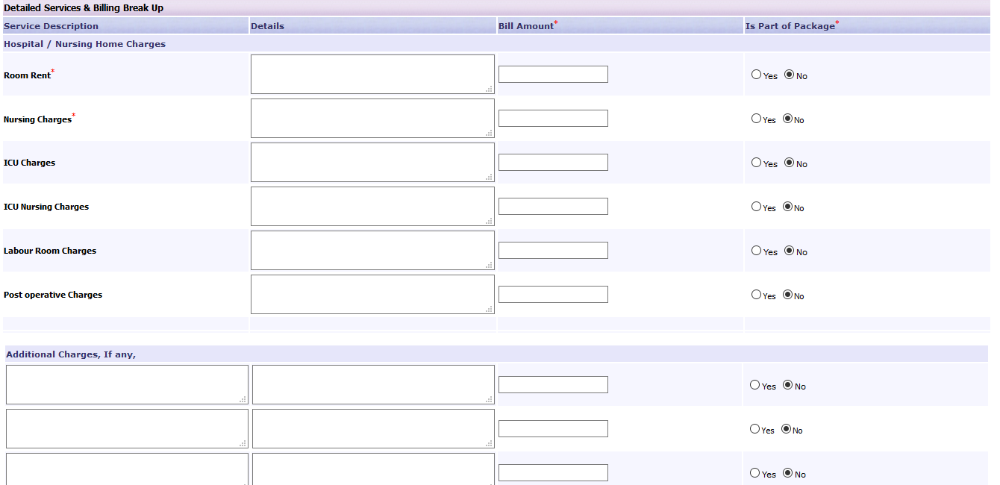 Detailed Services & Billing Break Up
Service Description Details Bill Amount* Is Part of Package*
Hospital / Nursing Home Charges
Room Rent* Yes No
Nursing Charges* Yes No
ICU Charges Yes No
ICU Nursing Charges Yes No
Labour Room Charges Yes No
Post operative Charges Yes No
Additional Charges, If any,
Yes No
Yes No
Yes No